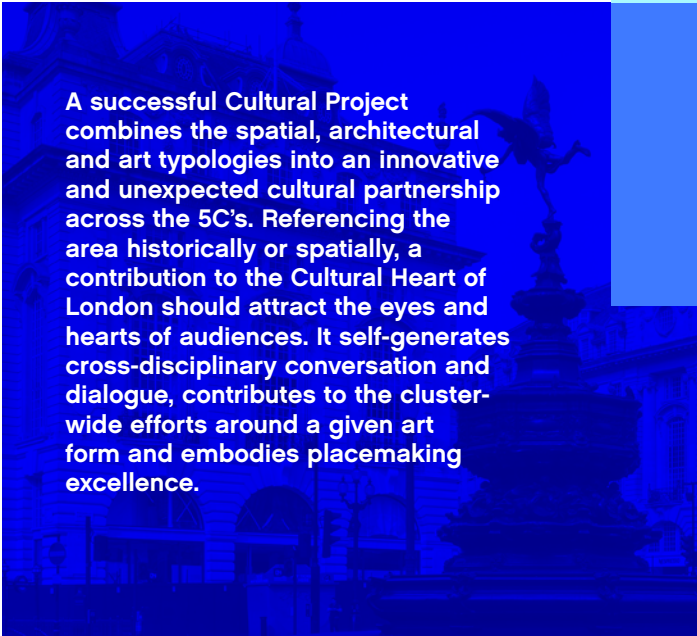 A successful Cultural Project
combines the spatial, architectural
and art typologies into an innovative
and unexpected cultural partnership
across the 5C’s. Referencing the
area historically or spatially, a
contribution to the Cultural Heart of
London should attract the eyes and
hearts of audiences. It self-generates
cross-disciplinary conversation and
dialogue, contributes to the cluster-
wide efforts around a given art
form and embodies placemaking
excellence.